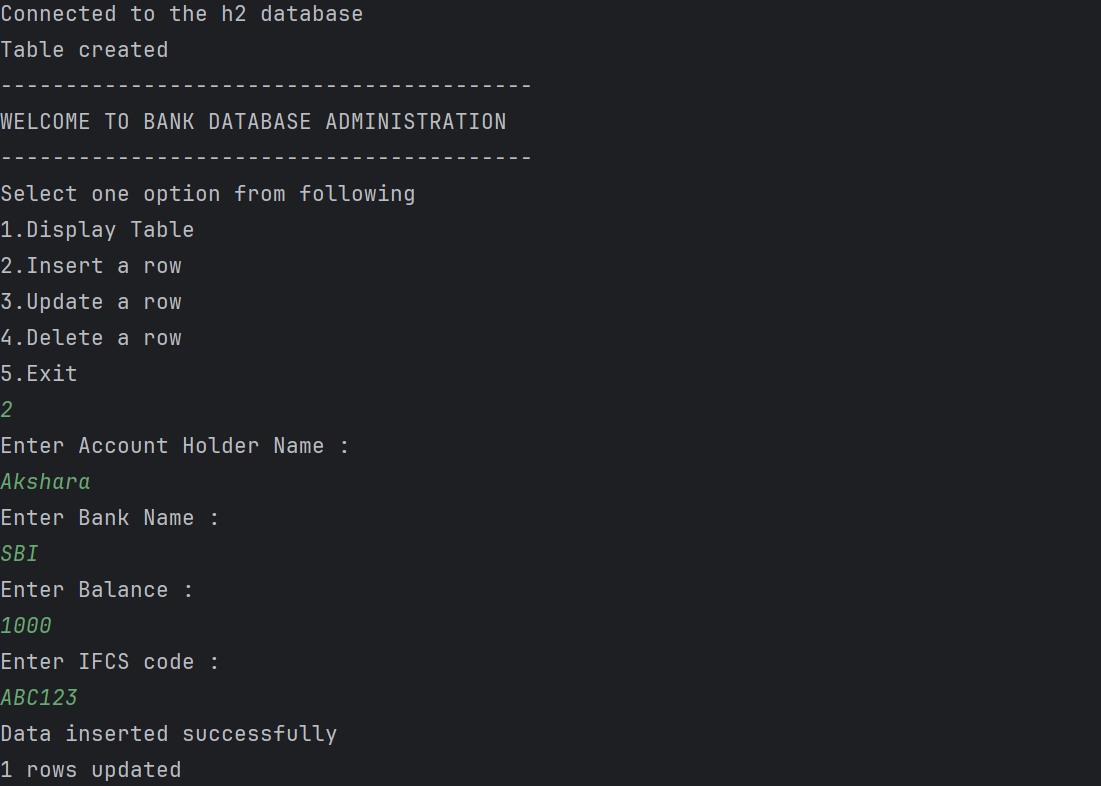 Connected to the h2 database
Table created
-----------------------------------------
WELCOME TO BANK DATABASE ADMINISTRATION
-----------------------------------------
Select one option from following
1.Display Table
2.Insert a row
3.Update a row
4.Delete a row
5.Exit
2
Enter Account Holder Name :
Akshara
Enter Bank Name :
SBI
Enter Balance :
1000
Enter IFCS code :
ABC123
Data inserted successfully
1 rows updated